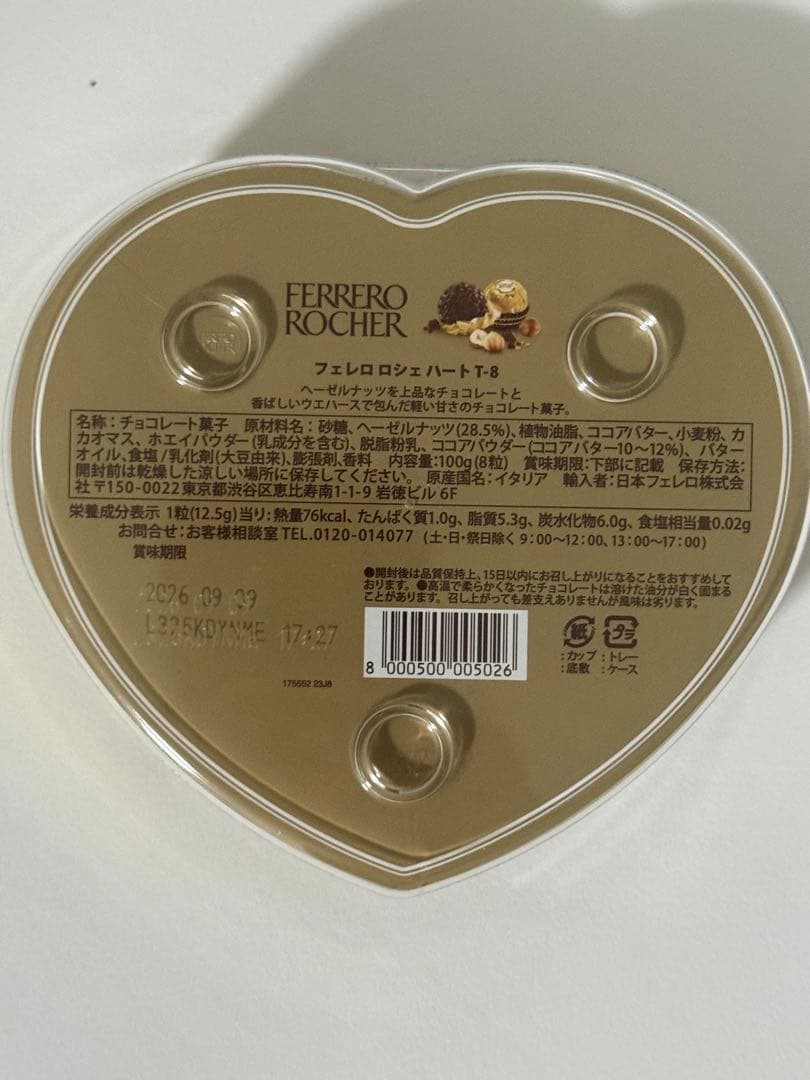 FERRERO
ROCHER
フェレロ ロシェ ハート T-8
ヘーゼルナッツを上品なチョコレートと
香ばしいウエハースで包んだ軽い甘さのチョコレート菓子。
名称:チョコレート菓子 原材料名:砂糖、ヘーゼルナッツ(28.5%)、植物油脂、ココアバター、小麦粉、カ
カオマス、ホエイパウダー(乳成分を含む)、脱脂粉乳、ココアパウダー(ココアバター10～12%)、バター
オイル、食塩/乳化剤(大豆由来)、膨張剤、香料 内容量:100g(8粒) 賞味期限:下部に記載 保存方法:
開封前は乾燥した涼しい場所に保存してください。 原産国名:イタリア 輸入者:日本フェレロ株式会
社 〒150-0022 東京都渋谷区恵比寿南1-1-9 岩徳ビル 6F
栄養成分表示 1粒(12.5g)当り:熱量76kcal、たんぱく質1.0g、脂質5.3g、炭水化物6.0g、食塩相当量0.02g
お問合せ:お客様相談室 TEL.0120-014077 (土・日・祭日除く 9:00～12:00、13:00～17:00)
賞味期限
2026 09 09
L325KDYNME 17:27
●開封後は品質保持上、15日以内にお召し上がりになることをおすすめして
おります。●高温で柔らかくなったチョコレートは溶けた油分が白く固まる
ことがあります。召し上がっても差支えありませんが風味は劣ります。
8 000500 005026
紙 プラ
:カップ :トレー
:底敷 :ケース
175552 23J8